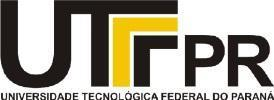 UTFPR
UNIVERSIDADE TECNOLÓGICA FEDERAL DO PARANÁ